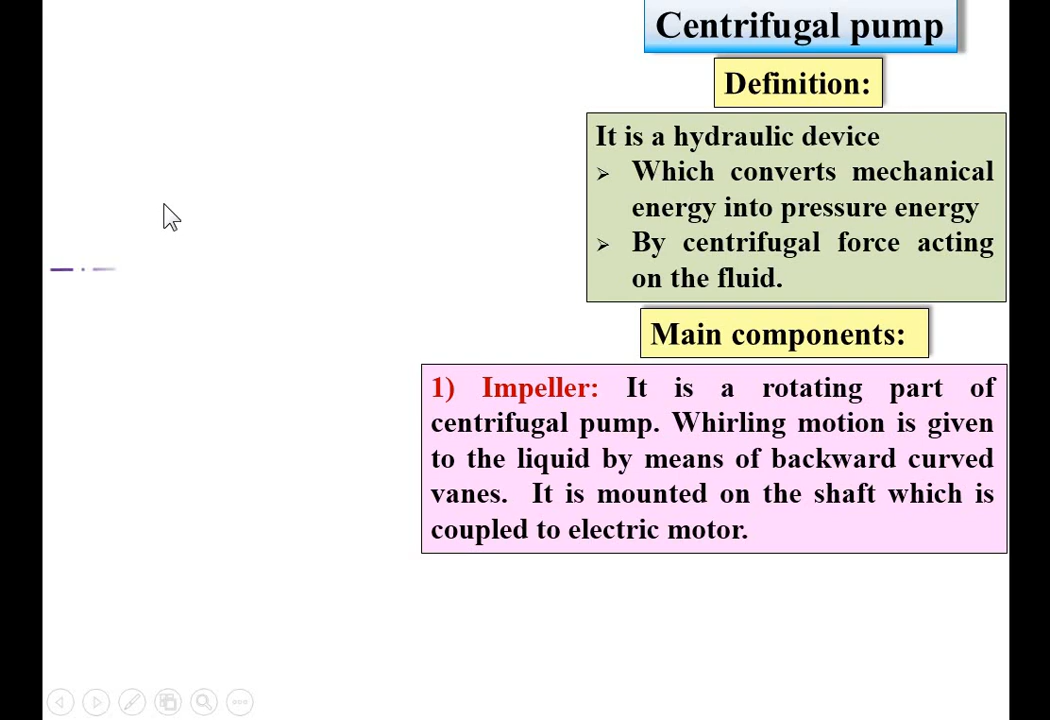 Centrifugal pump
Definition:
It is a hydraulic device
➢ Which converts mechanical
energy into pressure energy
➢ By centrifugal force acting
on the fluid.
Main components:
1) Impeller: It is a rotating part of
centrifugal pump. Whirling motion is given
to the liquid by means of backward curved
vanes. It is mounted on the shaft which is
coupled to electric motor.